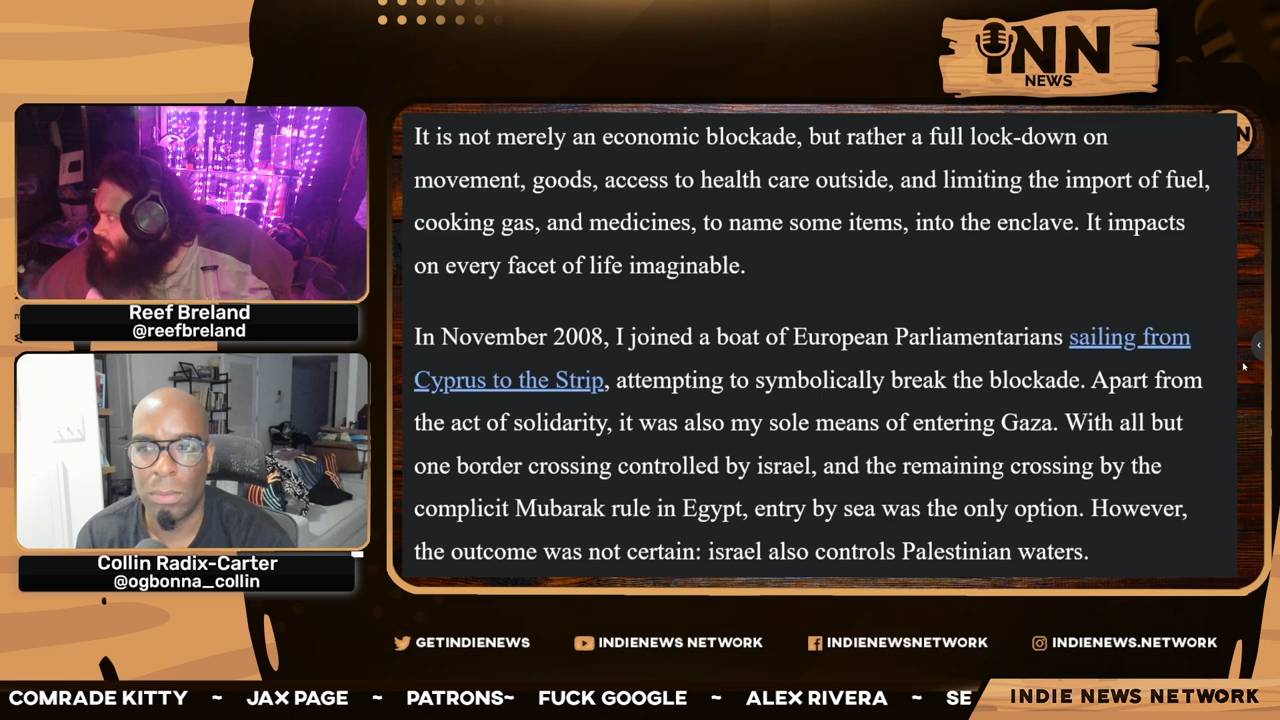 INN
NEWS
It is not merely an economic blockade, but rather a full lock-down on
movement, goods, access to health care outside, and limiting the import of fuel,
cooking gas, and medicines, to name some items, into the enclave. It impacts
on every facet of life imaginable.
In November 2008, I joined a boat of European Parliamentarians sailing from
Cyprus to the Strip, attempting to symbolically break the blockade. Apart from
the act of solidarity, it was also my sole means of entering Gaza. With all but
one border crossing controlled by israel, and the remaining crossing by the
complicit Mubarak rule in Egypt, entry by sea was the only option. However,
the outcome was not certain: israel also controls Palestinian waters.
Reef Breland
@reefbreland
Collin Radix-Carter
@ogbonna_collin
GETINDIENEWS
INDIENEWS NETWORK
INDIENEWSNETWORK
INDIENEWS.NETWORK
COMRADE KITTY ~ JAX PAGE ~ PATRONS~ FUCK GOOGLE ~ ALEX RIVERA ~ SE
INDIE NEWS NETWORK